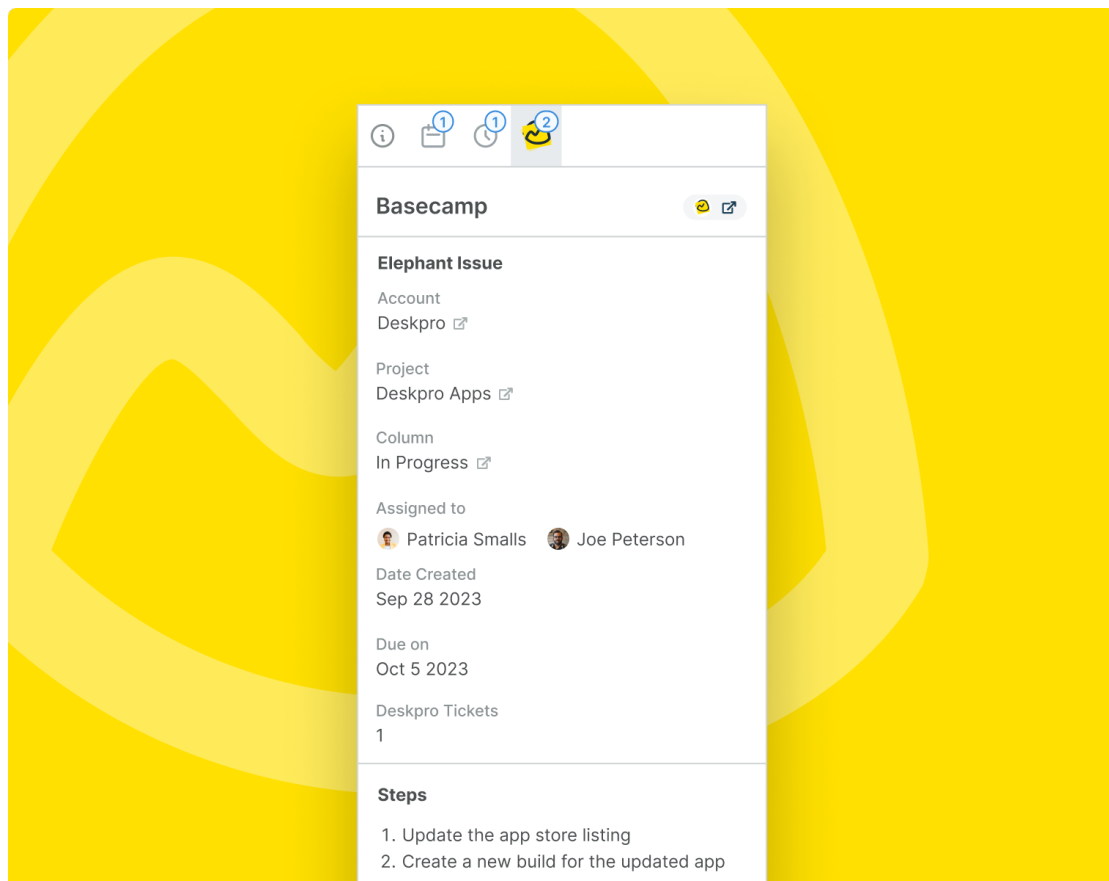 1
1
2
Basecamp
Elephant Issue
Account
Deskpro
Project
Deskpro Apps
Column
In Progress
Assigned to
Patricia Smalls Joe Peterson
Date Created
Sep 28 2023
Due on
Oct 5 2023
Deskpro Tickets
1
Steps
1. Update the app store listing
2. Create a new build for the updated app